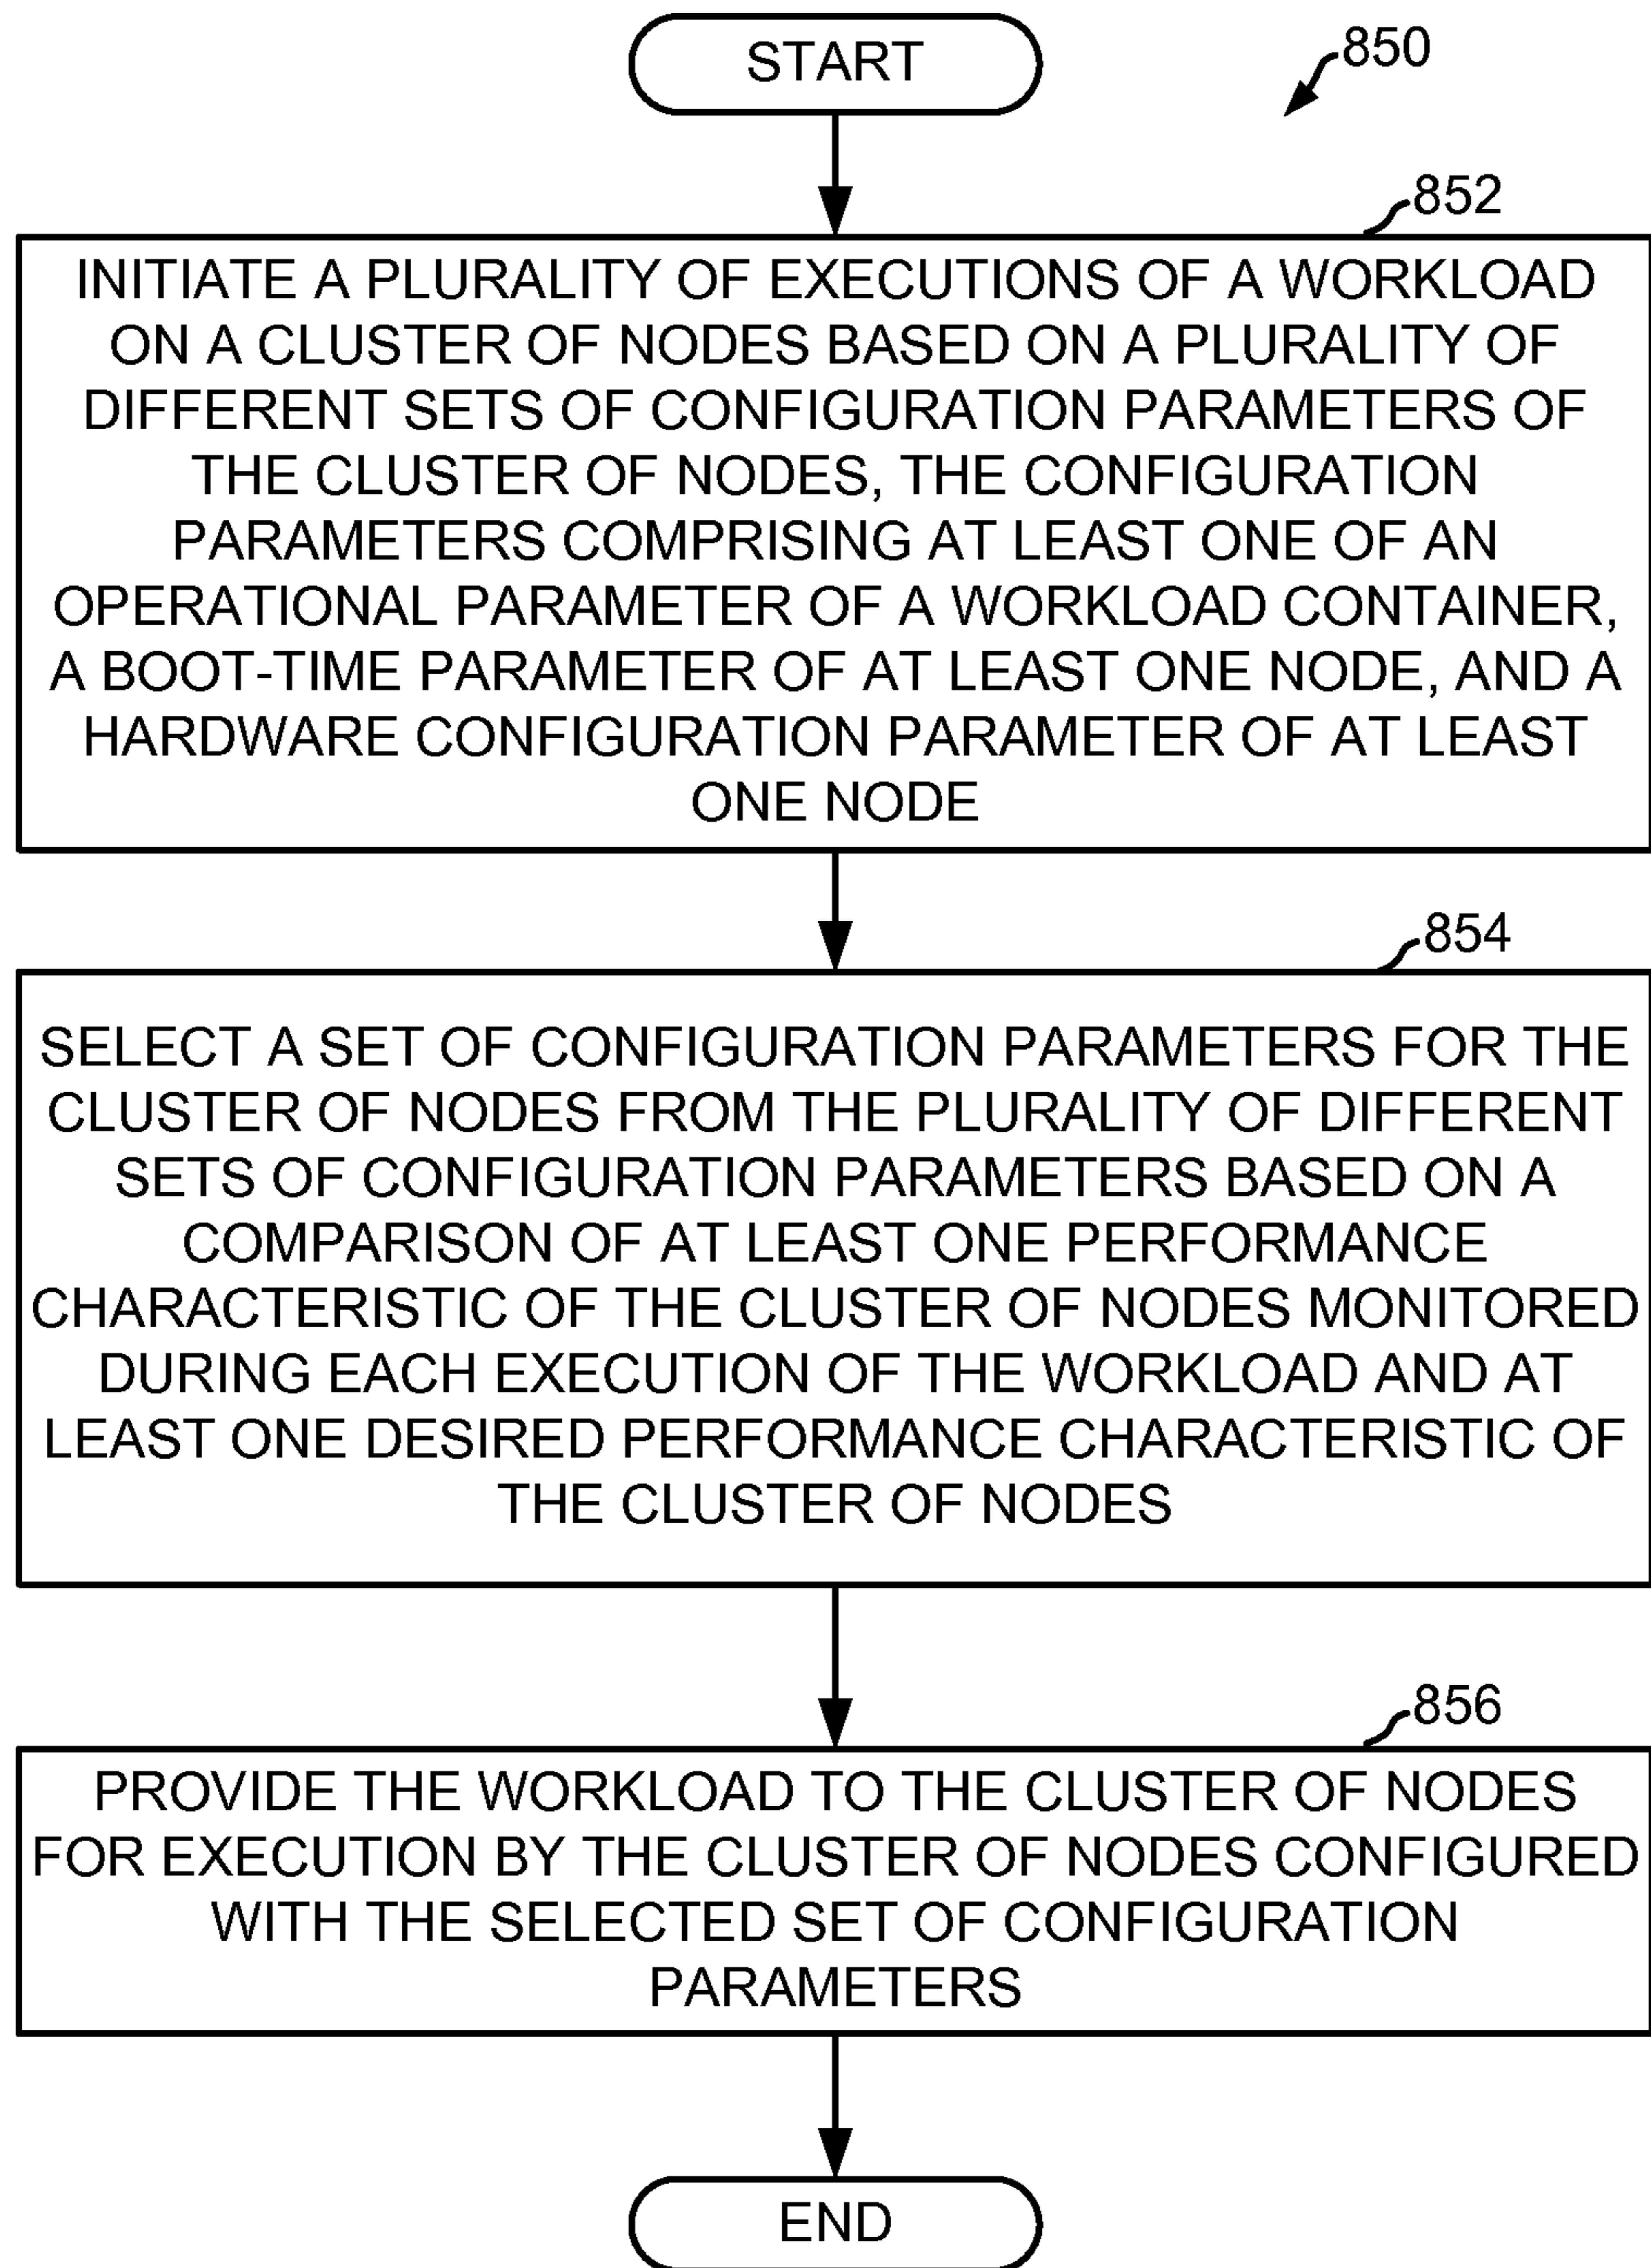 START
850
852
INITIATE A PLURALITY OF EXECUTIONS OF A WORKLOAD
ON A CLUSTER OF NODES BASED ON A PLURALITY OF
DIFFERENT SETS OF CONFIGURATION PARAMETERS OF
THE CLUSTER OF NODES, THE CONFIGURATION
PARAMETERS COMPRISING AT LEAST ONE OF AN
OPERATIONAL PARAMETER OF A WORKLOAD CONTAINER,
A BOOT-TIME PARAMETER OF AT LEAST ONE NODE, AND A
HARDWARE CONFIGURATION PARAMETER OF AT LEAST
ONE NODE
854
SELECT A SET OF CONFIGURATION PARAMETERS FOR THE
CLUSTER OF NODES FROM THE PLURALITY OF DIFFERENT
SETS OF CONFIGURATION PARAMETERS BASED ON A
COMPARISON OF AT LEAST ONE PERFORMANCE
CHARACTERISTIC OF THE CLUSTER OF NODES MONITORED
DURING EACH EXECUTION OF THE WORKLOAD AND AT
LEAST ONE DESIRED PERFORMANCE CHARACTERISTIC OF
THE CLUSTER OF NODES
856
PROVIDE THE WORKLOAD TO THE CLUSTER OF NODES
FOR EXECUTION BY THE CLUSTER OF NODES CONFIGURED
WITH THE SELECTED SET OF CONFIGURATION
PARAMETERS
END